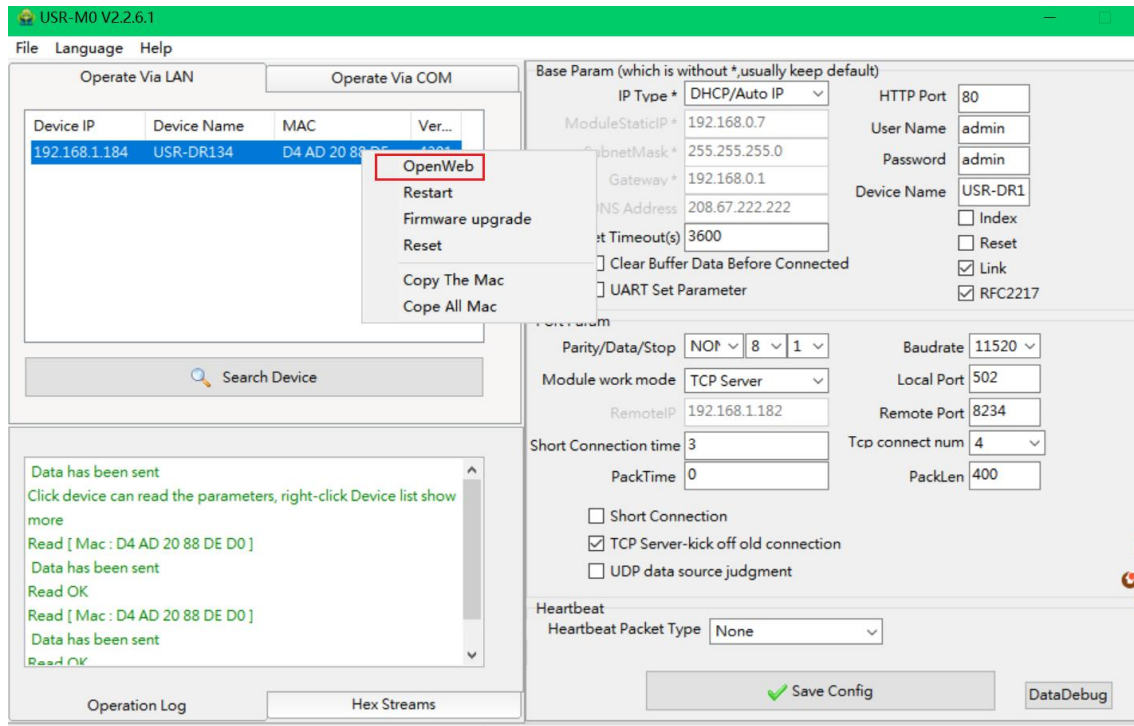 USR-M0 V2.2.6.1
File Language Help
Operate Via LAN
Operate Via COM
Device IP Device Name MAC Ver...
192.168.1.184 USR-DR134 D4 AD 20 88
OpenWeb
Restart
Firmware upgrade
Reset
Copy The Mac
Cope All Mac
Search Device
Data has been sent
Click device can read the parameters, right-click Device list show
more
Read [ Mac : D4 AD 20 88 DE D0 ]
Data has been sent
Read OK
Read [ Mac : D4 AD 20 88 DE D0 ]
Data has been sent
Read OK
Operation Log
Hex Streams
Base Param (which is without *,usually keep default)
IP Type * DHCP/Auto IP
HTTP Port 80
ModuleStaticIP * 192.168.0.7
User Name admin
SubnetMask * 255.255.255.0
Password admin
Gateway * 192.168.0.1
Device Name USR-DR1
DNS Address 208.67.222.222
Index
et Timeout(s) 3600
Reset
Clear Buffer Data Before Connected
Link
UART Set Parameter
RFC2217
Port Param
Parity/Data/Stop NON 8 1
Baudrate 11520
Module work mode TCP Server
Local Port 502
RemoteIP 192.168.1.182
Remote Port 8234
Short Connection time 3
Tcp connect num 4
PackTime 0
PackLen 400
Short Connection
TCP Server-kick off old connection
UDP data source judgment
Heartbeat
Heartbeat Packet Type None
Save Config
DataDebug